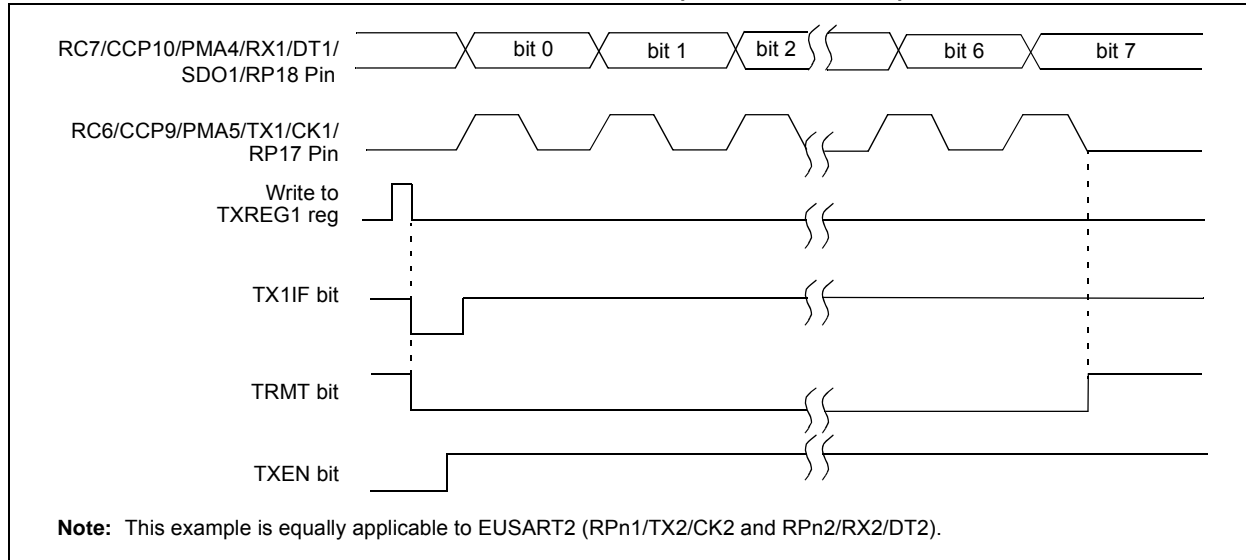 RC7/CCP10/PMA4/RX1/DT1/
SDO1/RP18 Pin
bit 0
bit 1
bit 2
bit 6
bit 7
RC6/CCP9/PMA5/TX1/CK1/
RP17 Pin
Write to
TXREG1 reg
TX1IF bit
TRMT bit
TXEN bit
Note: This example is equally applicable to EUSART2 (RPn1/TX2/CK2 and RPn2/RX2/DT2).